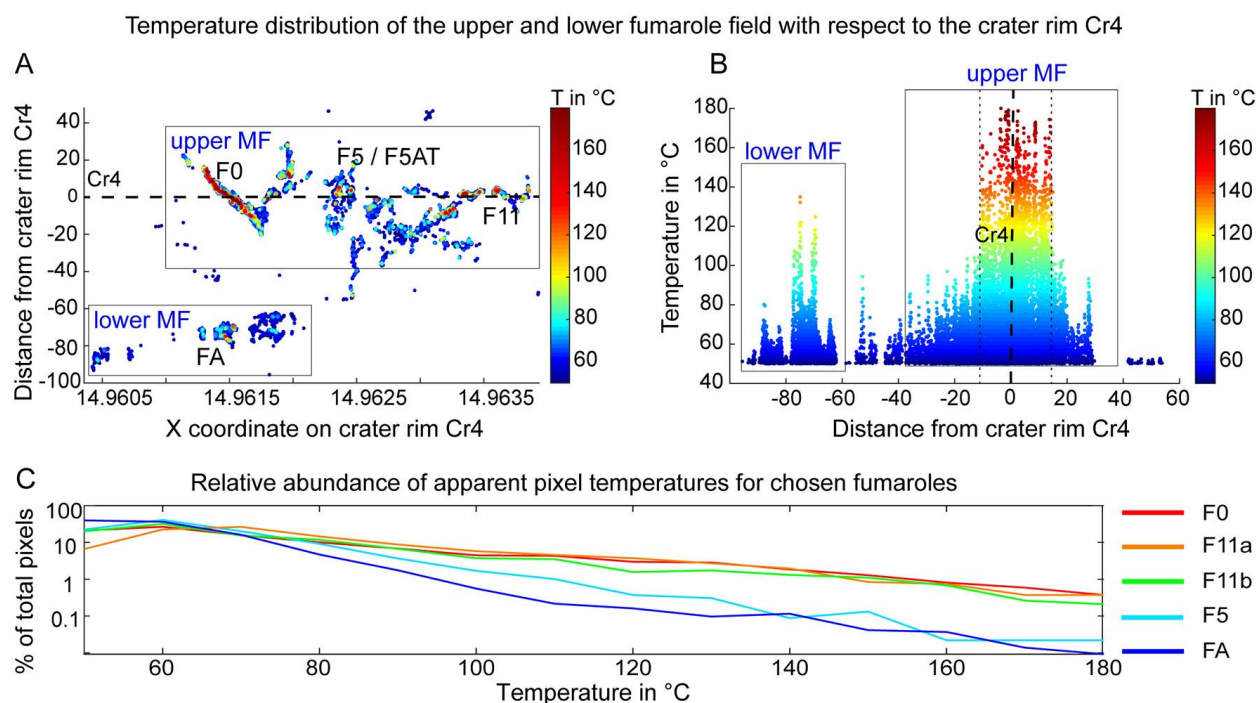 Temperature distribution of the upper and lower fumarole field with respect to the crater rim Cr4
A
Distance from crater rim Cr4
40
20
0
-20
-40
-60
-80
-100
upper MF
F0
F5 / F5AT
Cr4
F11
lower MF
FA
14.9605
14.9615
14.9625
14.9635
X coordinate on crater rim Cr4
T in °C
160
140
120
100
80
60
B
upper MF
Temperature in °C
180
160
140
120
100
80
60
40
lower MF
Cr4
-80
-60
-40
-20
0
20
40
60
Distance from crater rim Cr4
T in °C
160
140
120
100
80
60
C
Relative abundance of apparent pixel temperatures for chosen fumaroles
% of total pixels
100
10
1
0.1
60
80
100
120
140
160
180
Temperature in °C
F0
F11a
F11b
F5
FA